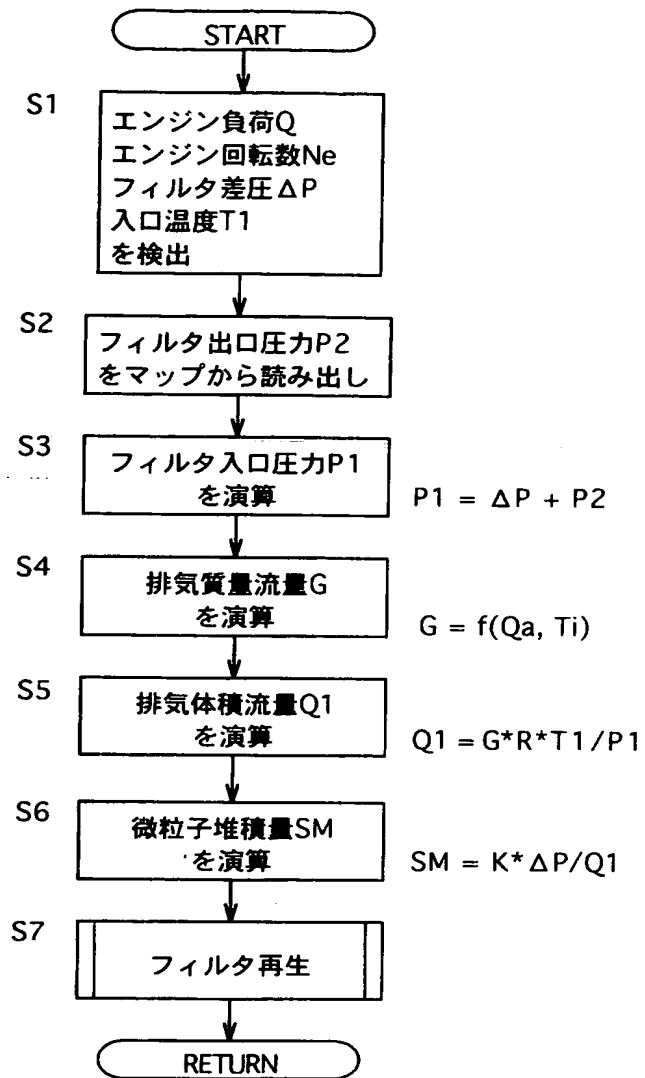 START
S1
エンジン負荷Q
エンジン回転数Ne
フィルタ差圧ΔP
入口温度T1
を検出
S2
フィルタ出口圧力P2
をマップから読み出し
S3
フィルタ入口圧力P1
を演算
P1 = ΔP + P2
S4
排気質量流量G
を演算
G = f(Qa, Ti)
S5
排気体積流量Q1
を演算
Q1 = G*R*T1/P1
S6
微粒子堆積量SM
を演算
SM = K*ΔP/Q1
S7
フィルタ再生
RETURN